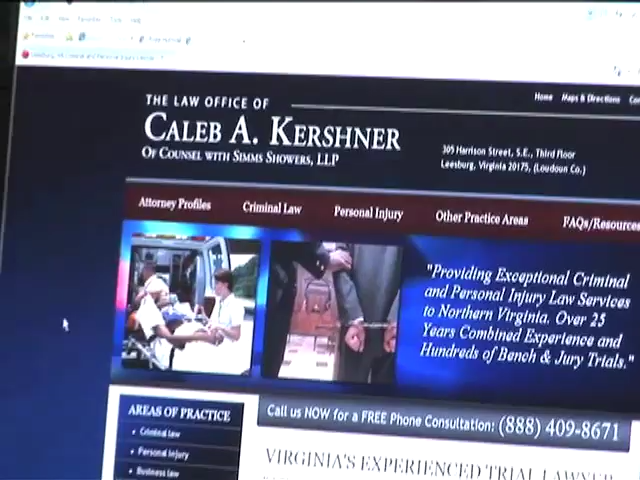 Home Maps & Directions
THE LAW OFFICE OF
CALEB A. KERSHNER
OF COUNSEL WITH SIMMS SHOWERS, LLP
305 Harrison Street, S.E., Third Floor
Leesburg, Virginia 20175, (Loudoun Co.)
Attorney Profiles Criminal Law Personal Injury Other Practice Areas FAQs/Resources
"Providing Exceptional Criminal
and Personal Injury Law Services
to Northern Virginia. Over 25
Years Combined Experience and
Hundreds of Bench & Jury Trials."
AREAS OF PRACTICE
Criminal law
Personal Injury
Business law
Call us NOW for a FREE Phone Consultation: (888) 409-8671
VIRGINIA'S EXPERIENCED TRIAL LAWYER